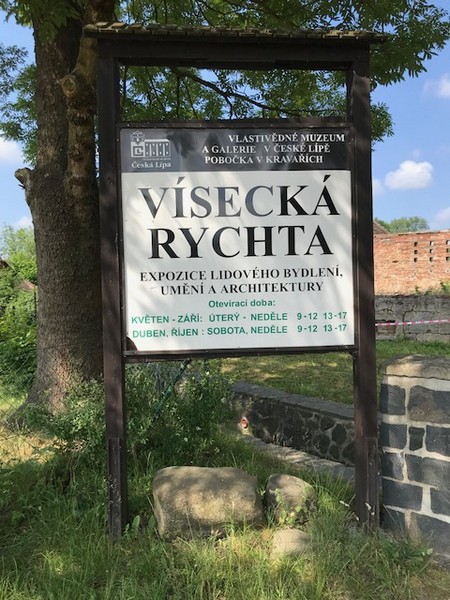 Česká Lípa
VLASTIVĚDNÉ MUZEUM
A GALERIE V ČESKÉ LÍPĚ
POBOČKA V KRAVAŘÍCH
VÍSECKÁ
RYCHTA
EXPOZICE LIDOVÉHO BYDLENÍ,
UMĚNÍ A ARCHITEKTURY
Otevírací doba:
KVĚTEN - ZÁŘÍ: ÚTERÝ - NEDĚLE 9-12 13-17
DUBEN, ŘÍJEN : SOBOTA, NEDĚLE 9-12 13-17